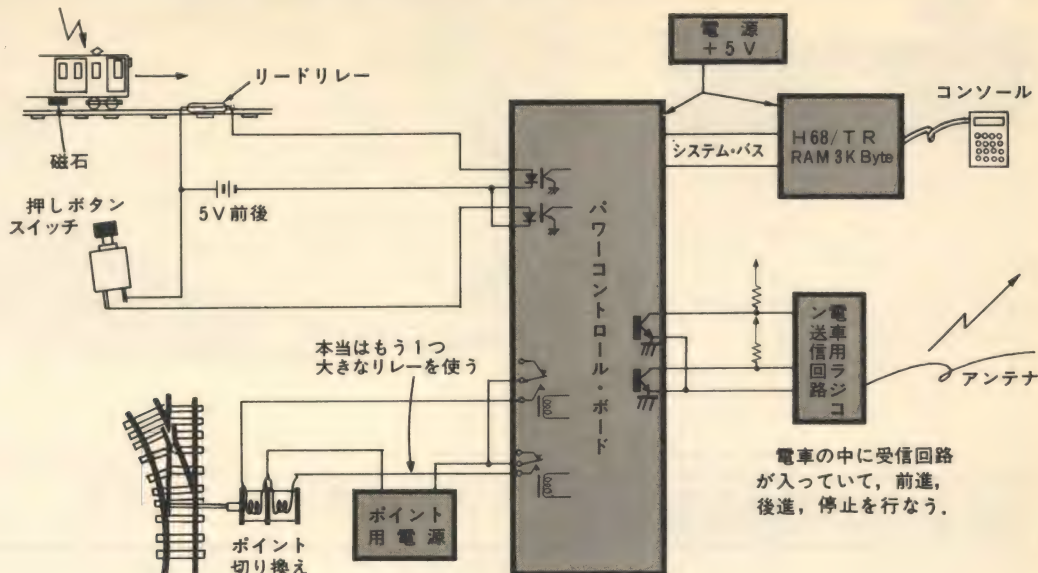 電源
+5V
リードリレー
コンソール
H68/TR
RAM 3K Byte
システム・バス
磁石
押しボタン
スイッチ
5V前後
パワーコントロール・ボード
本当はもう1つ
大きなリレーを使う
電車用ラジコ
ン送信回路
アンテナ
電車の中に受信回路
が入っていて，前進，
後進，停止を行なう．
ポイント
用電源
ポイント
切り換え